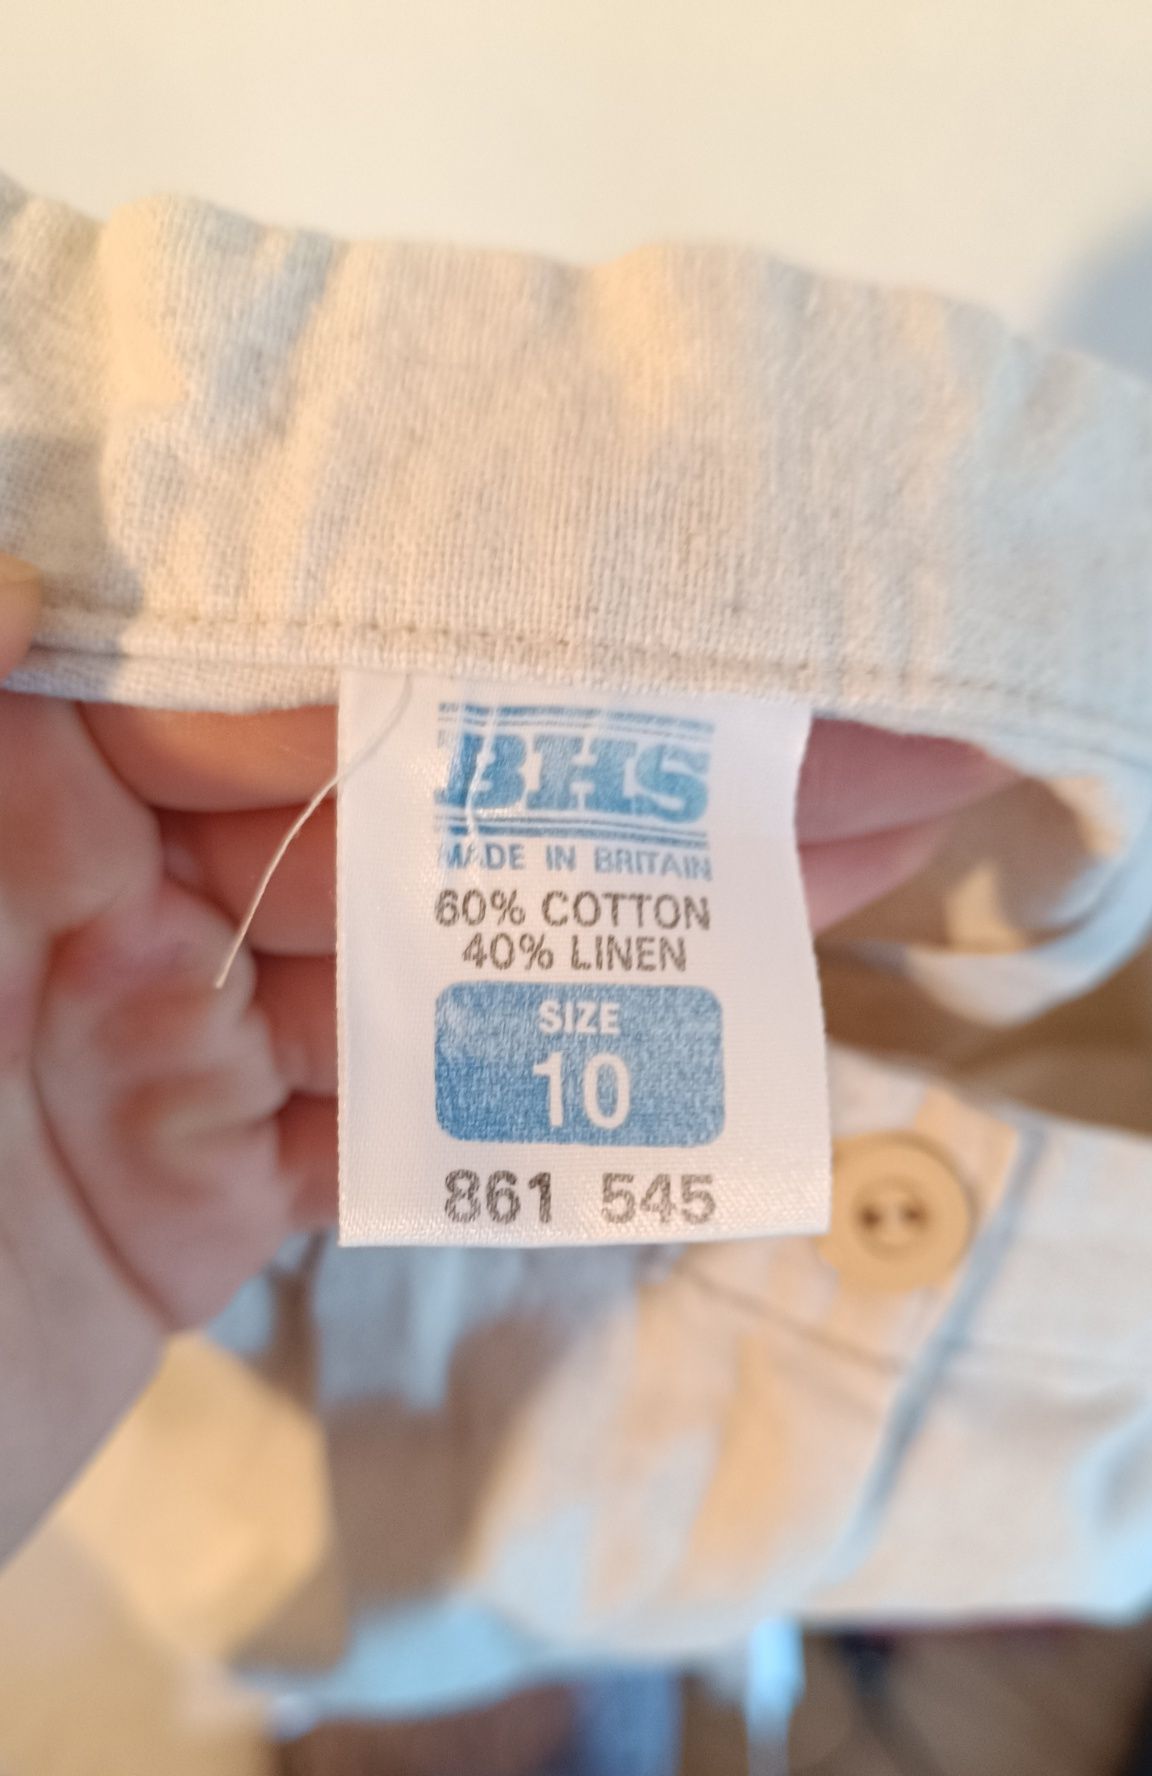 BHS
MADE IN BRITAIN
60% COTTON
40% LINEN
SIZE
10
861 545